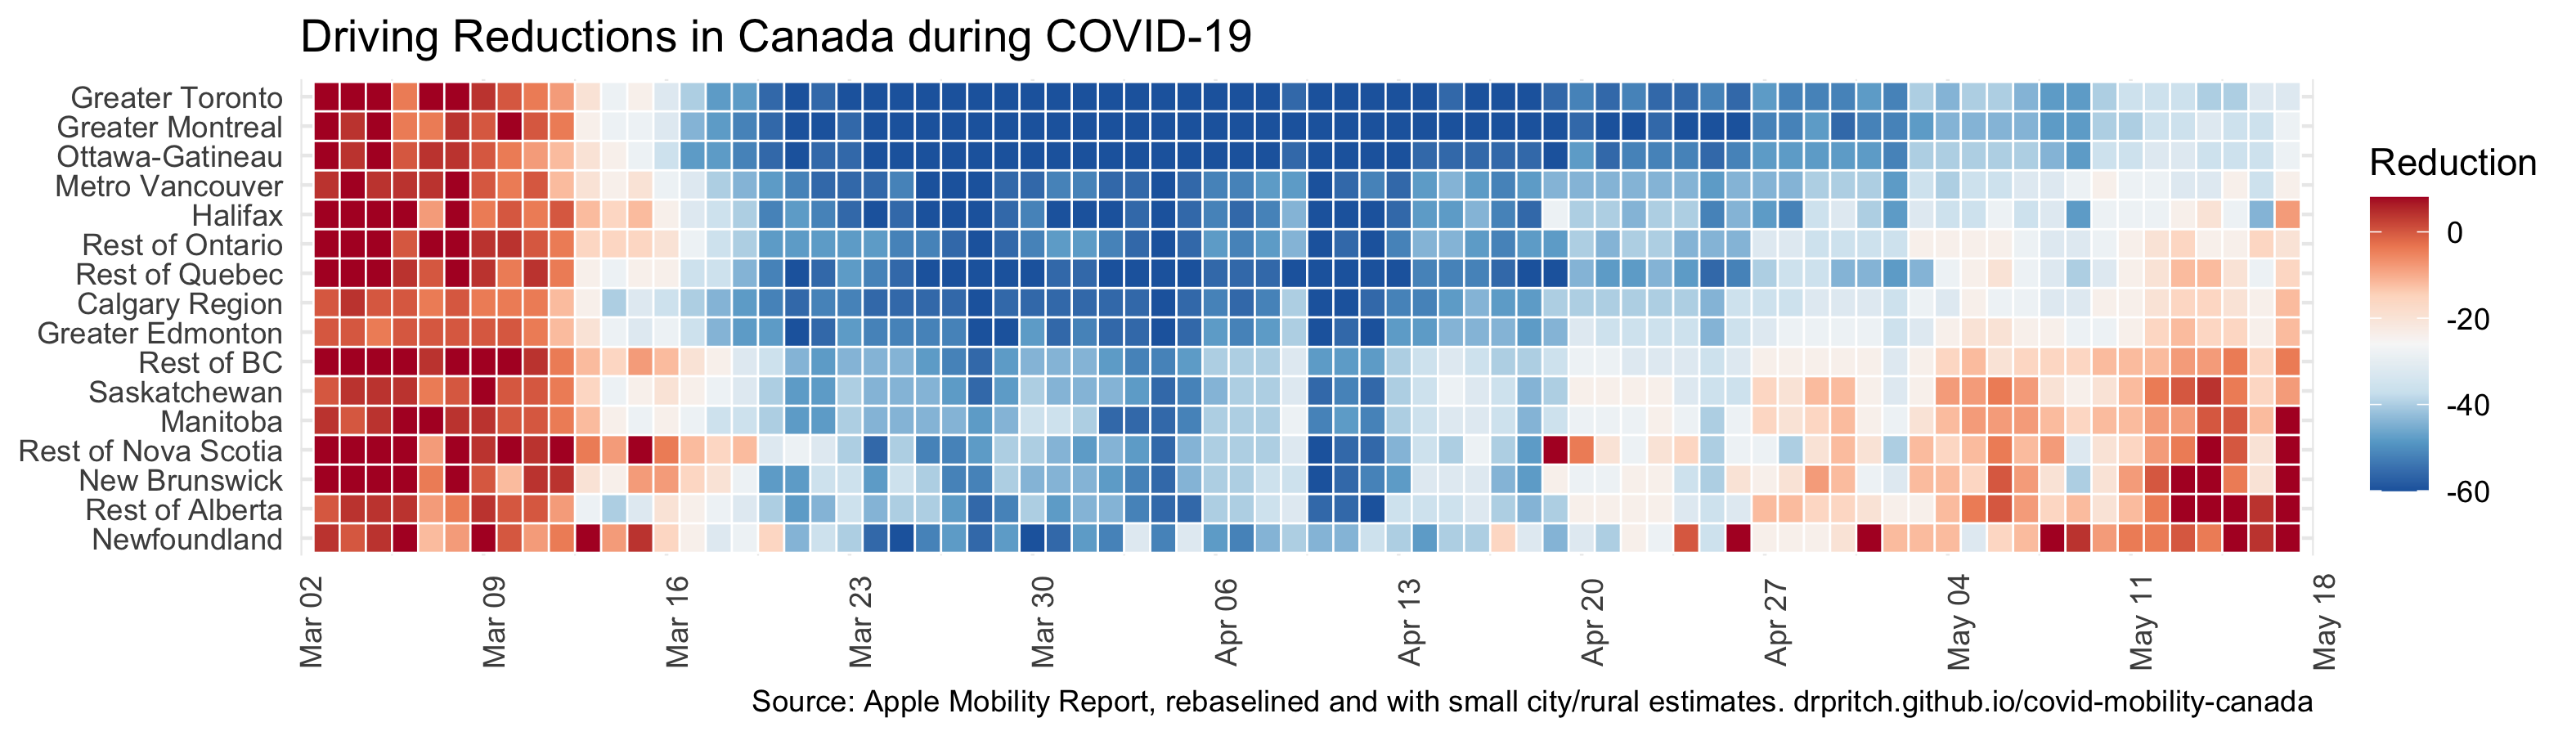 Driving Reductions in Canada during COVID-19
Greater Toronto
Greater Montreal
Ottawa-Gatineau
Metro Vancouver
Halifax
Rest of Ontario
Rest of Quebec
Calgary Region
Greater Edmonton
Rest of BC
Saskatchewan
Manitoba
Rest of Nova Scotia
New Brunswick
Rest of Alberta
Newfoundland
Mar 02
Mar 09
Mar 16
Mar 23
Mar 30
Apr 06
Apr 13
Apr 20
Apr 27
May 04
May 11
May 18
Reduction
0
-20
-40
-60
Source: Apple Mobility Report, rebaselined and with small city/rural estimates. drpritch.github.io/covid-mobility-canada